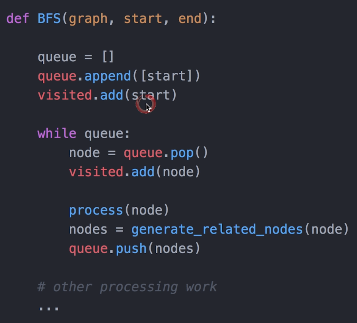 def BFS(graph, start, end):
queue = []
queue.append([start])
visited.add(start)
while queue:
node = queue.pop()
visited.add(node)
process(node)
nodes = generate_related_nodes(node)
queue.push(nodes)
# other processing work
...